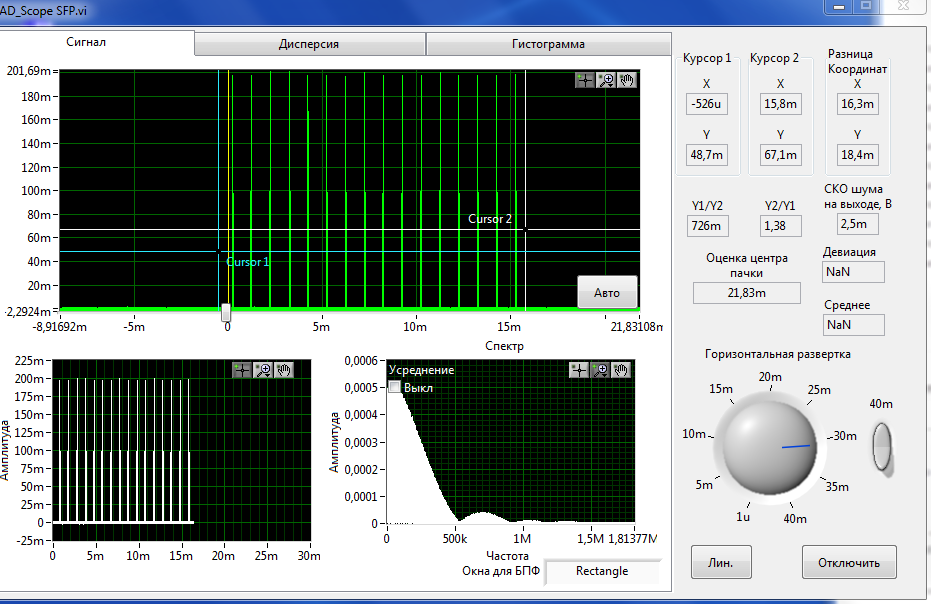 AD_Scope SFP.vi
Сигнал
Дисперсия
Гистограмма
201,69m
180m
160m
140m
120m
100m
80m
60m
40m
20m
-2,2924m
-8,91692m
-5m
0
5m
10m
15m
21,83108m
Cursor 1
Cursor 2
Авто
Курсор 1
X
-526u
Y
48,7m
Курсор 2
X
15,8m
Y
67,1m
Разница
Координат
X
16,3m
Y
18,4m
Y1/Y2
726m
Y2/Y1
1,38
СКО шума
на выходе, В
2,5m
Оценка центра
пачки
21,83m
Девиация
NaN
Среднее
NaN
225m
200m
175m
150m
125m
100m
75m
50m
25m
0
-25m
Амплитуда
0
5m
10m
15m
20m
25m
30m
Спектр
Усреднение
Выкл
0,0006
0,0005
0,0004
0,0003
0,0002
0,0001
0
Амплитуда
0
500k
1M
1,5M
1,81377M
Частота
Окна для БПФ
Rectangle
Горизонтальная развертка
1u
5m
10m
15m
20m
25m
30m
35m
40m
40m
Лин.
Отключить